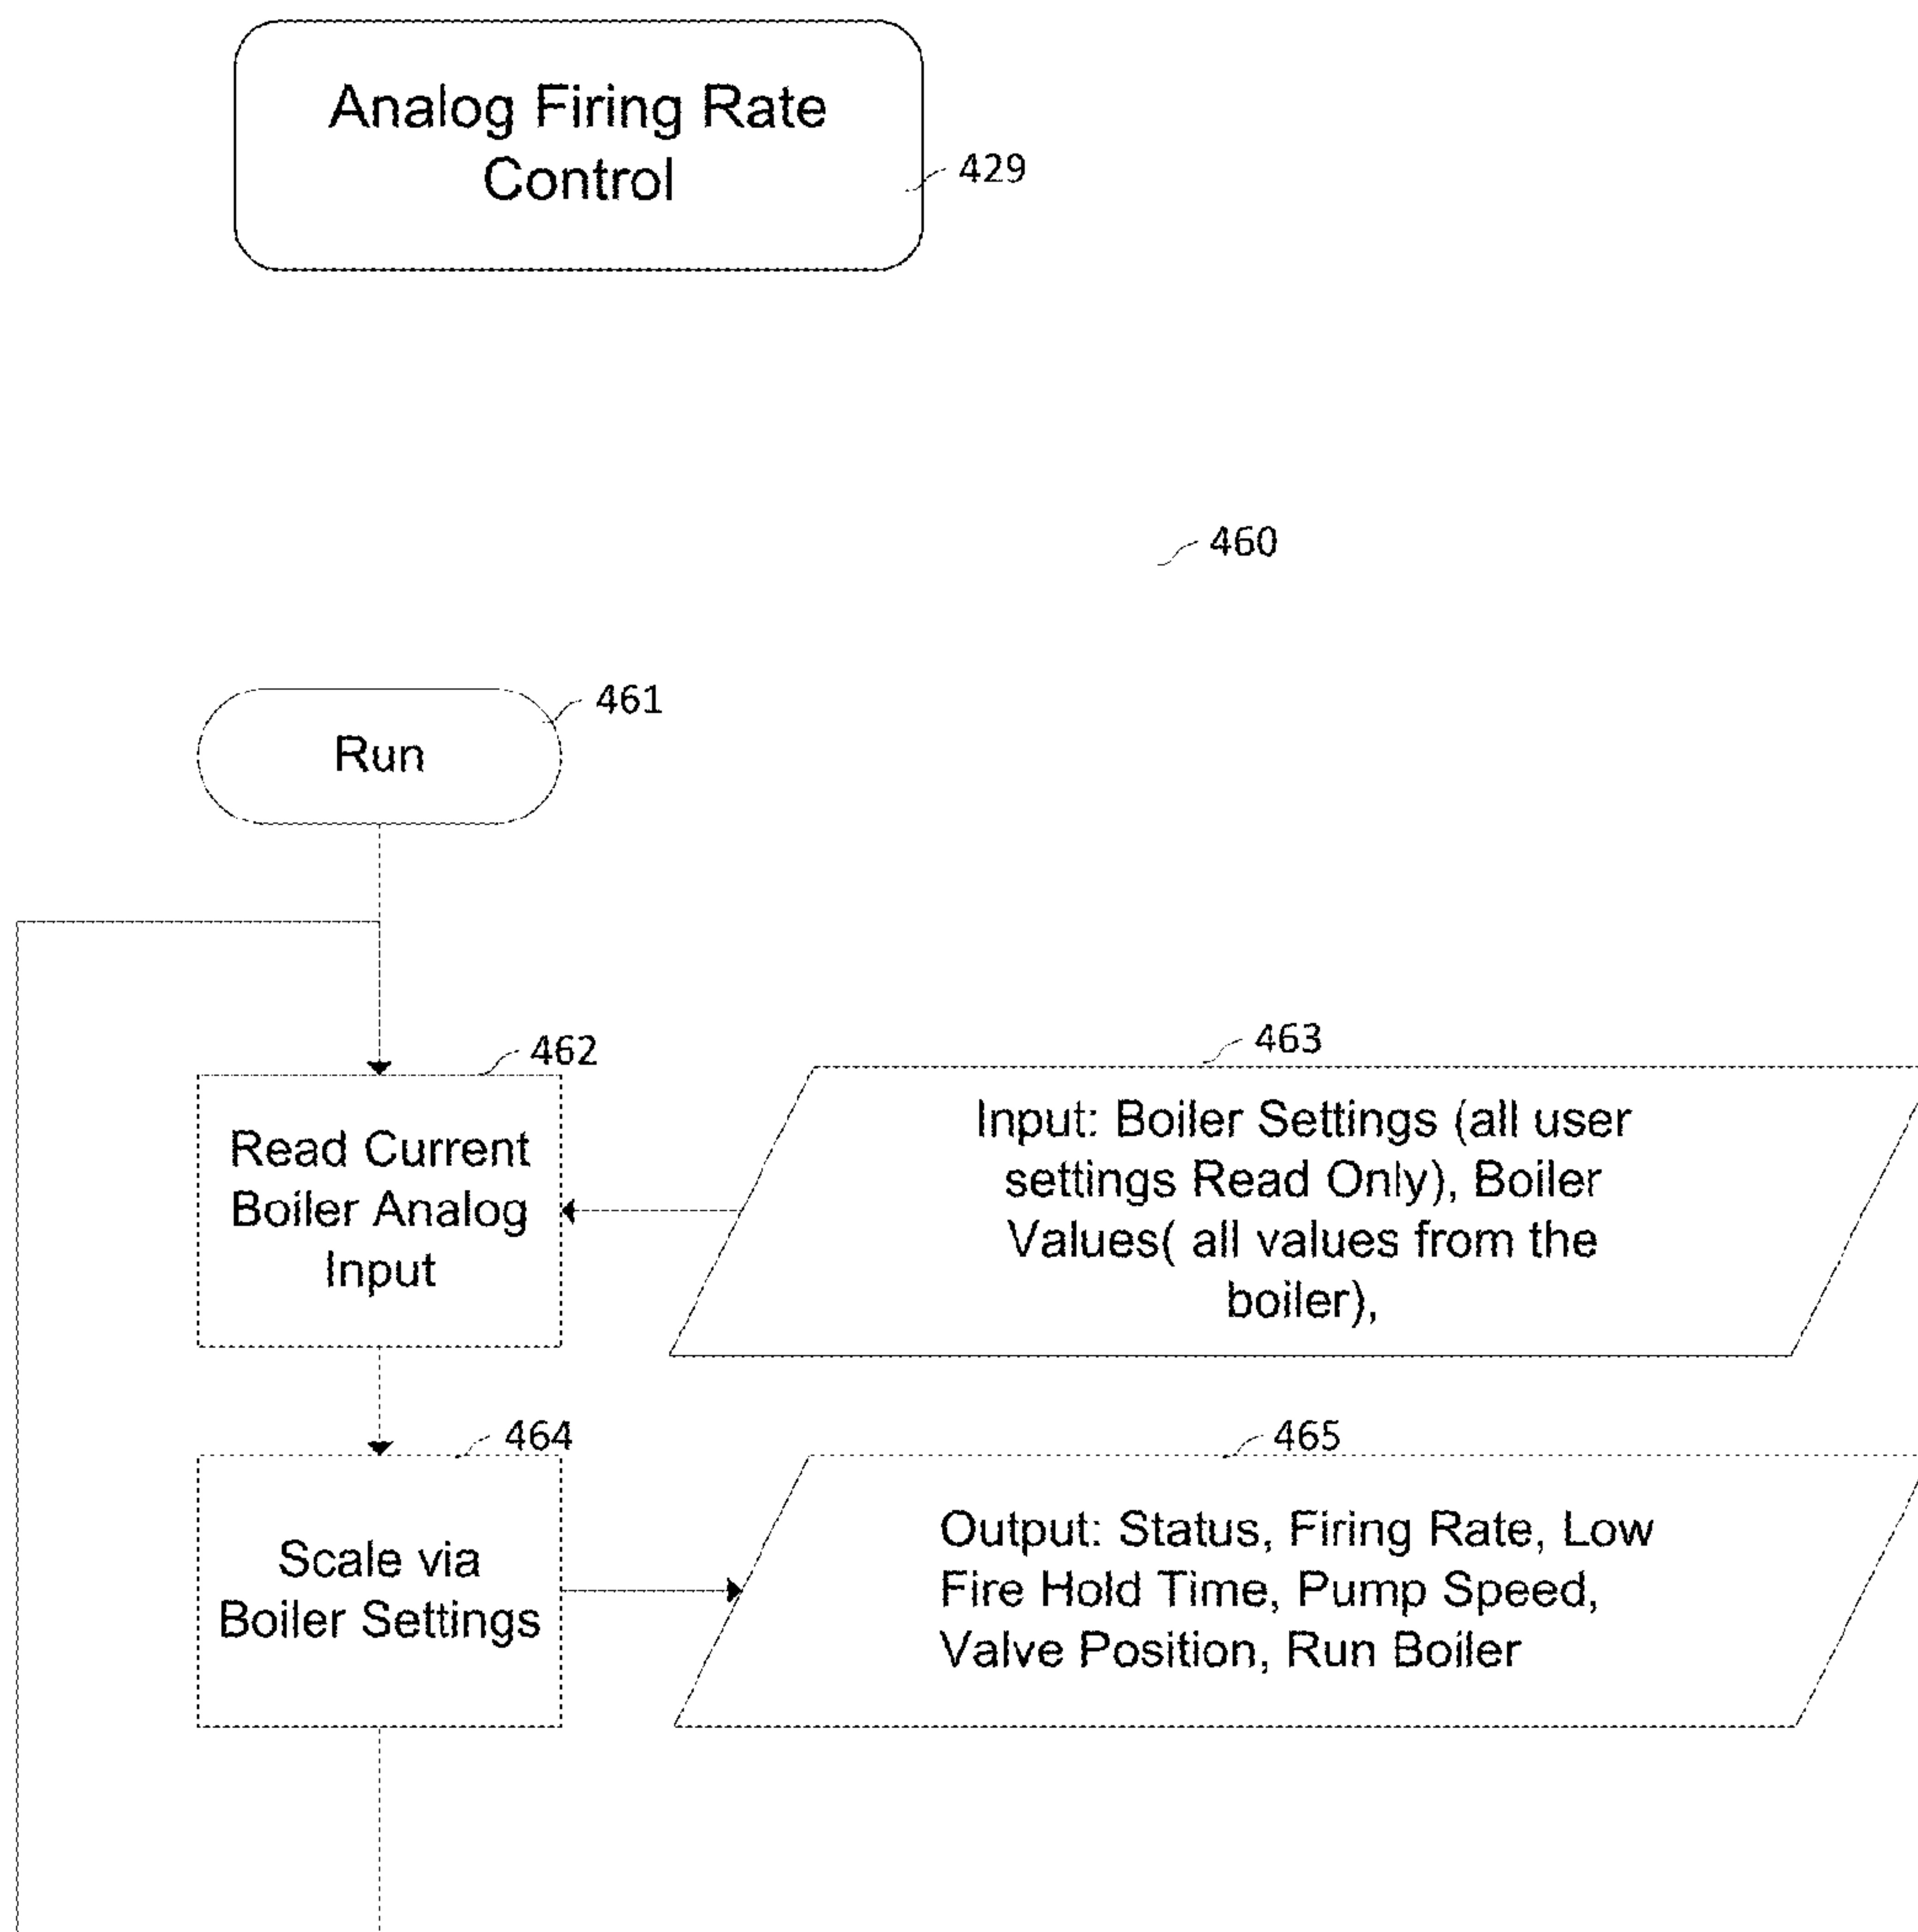 Analog Firing Rate
Control
429
460
461
Run
462
463
Read Current
Boiler Analog
Input
Input: Boiler Settings (all user
settings Read Only), Boiler
Values( all values from the
boiler),
464
465
Scale via
Boiler Settings
Output: Status, Firing Rate, Low
Fire Hold Time, Pump Speed,
Valve Position, Run Boiler